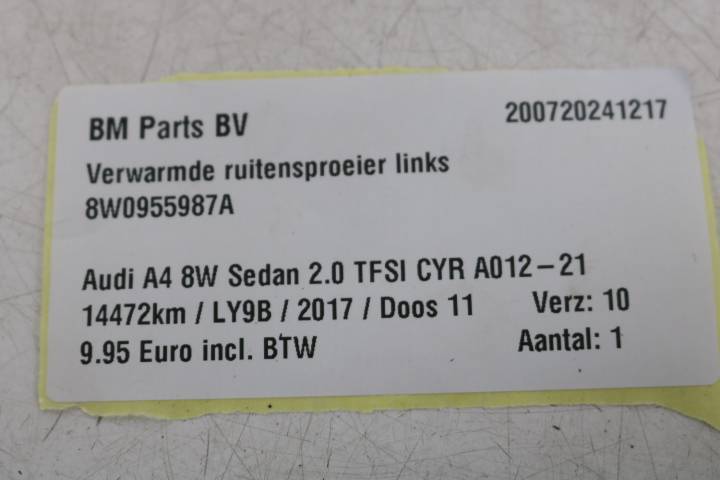 BM Parts BV 200720241217
Verwarmde ruitensproeier links
8W0955987A
Audi A4 8W Sedan 2.0 TFSI CYR A012-21
14472km / LY9B / 2017 / Doos 11 Verz: 10
9.95 Euro incl. BTW Aantal: 1